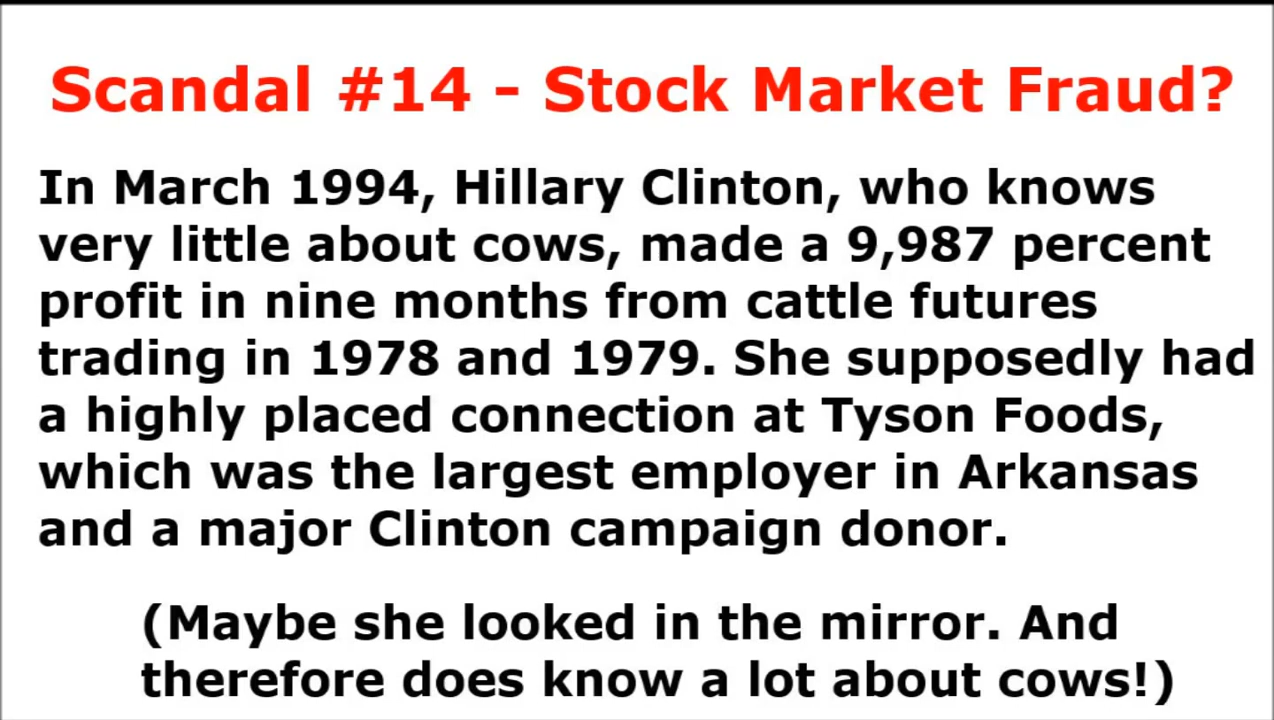 Scandal #14 - Stock Market Fraud?
In March 1994, Hillary Clinton, who knows
very little about cows, made a 9,987 percent
profit in nine months from cattle futures
trading in 1978 and 1979. She supposedly had
a highly placed connection at Tyson Foods,
which was the largest employer in Arkansas
and a major Clinton campaign donor.
(Maybe she looked in the mirror. And
therefore does know a lot about cows!)